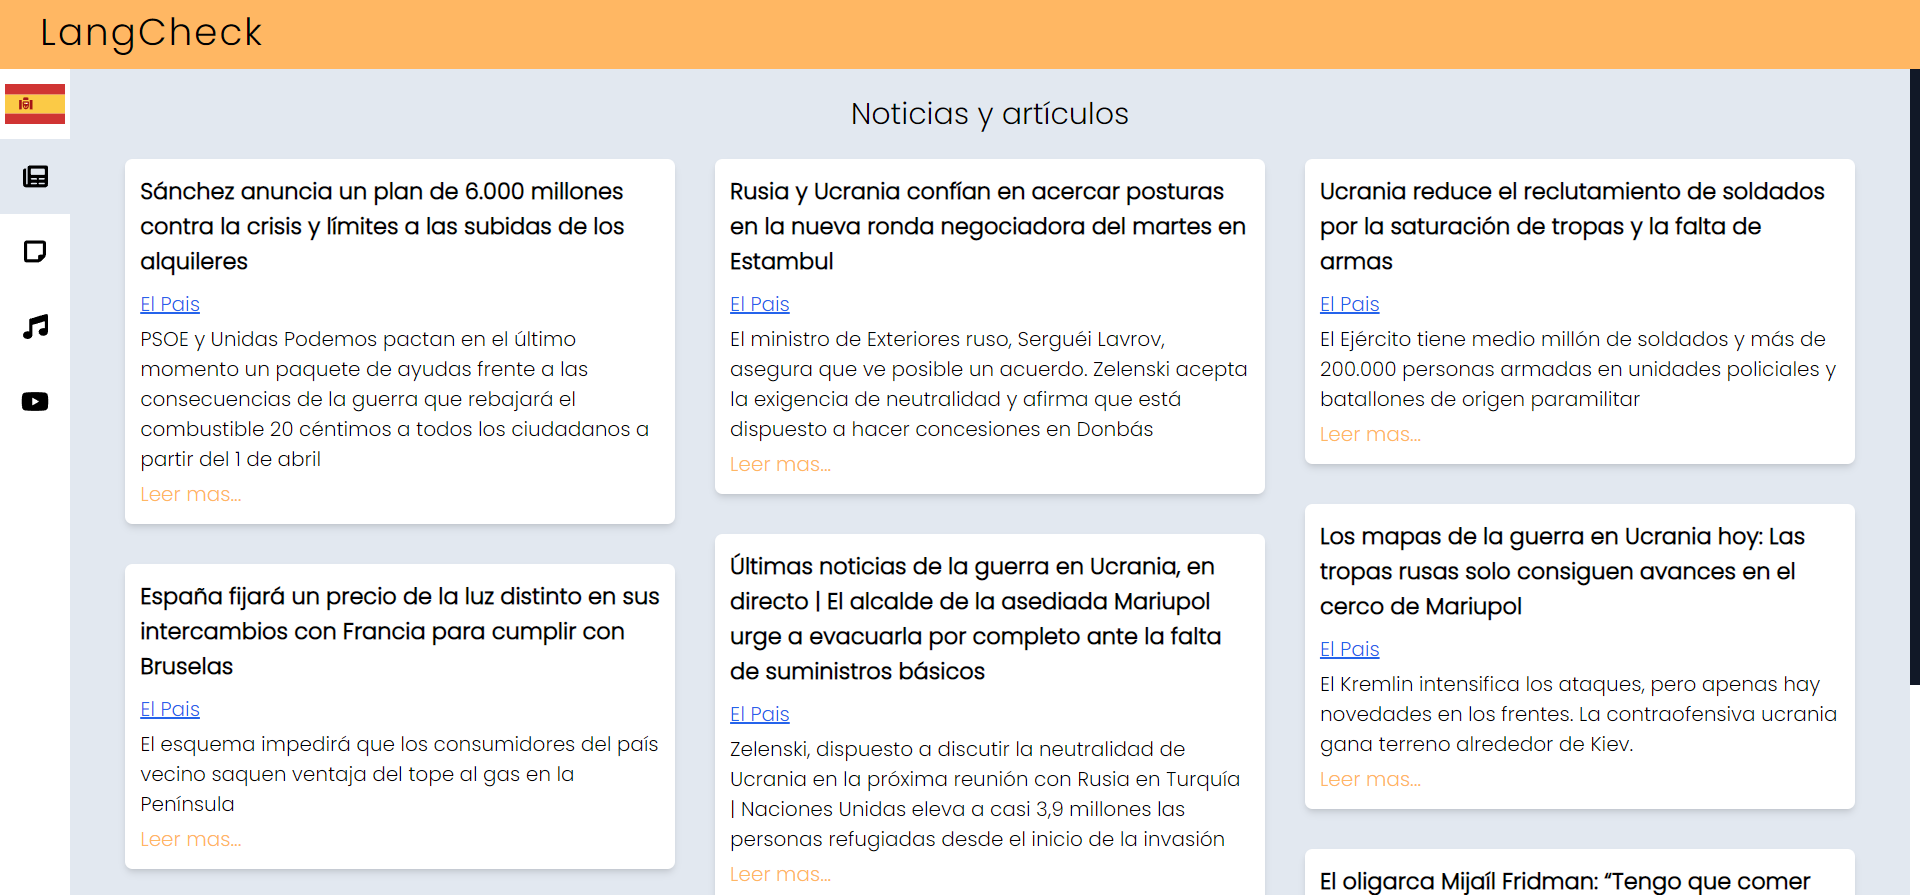 LangCheck
Noticias y artículos
Sánchez anuncia un plan de 6.000 millones
contra la crisis y límites a las subidas de los
alquileres
El Pais
PSOE y Unidas Podemos pactan en el último
momento un paquete de ayudas frente a las
consecuencias de la guerra que rebajará el
combustible 20 céntimos a todos los ciudadanos a
partir del 1 de abril
Leer mas...
España fijará un precio de la luz distinto en sus
intercambios con Francia para cumplir con
Bruselas
El Pais
El esquema impedirá que los consumidores del país
vecino saquen ventaja del tope al gas en la
Península
Leer mas...
Rusia y Ucrania confían en acercar posturas
en la nueva ronda negociadora del martes en
Estambul
El Pais
El ministro de Exteriores ruso, Serguéi Lavrov,
asegura que ve posible un acuerdo. Zelenski acepta
la exigencia de neutralidad y afirma que está
dispuesto a hacer concesiones en Donbás
Leer mas...
Últimas noticias de la guerra en Ucrania, en
directo | El alcalde de la asediada Mariupol
urge a evacuarla por completo ante la falta
de suministros básicos
El Pais
Zelenski, dispuesto a discutir la neutralidad de
Ucrania en la próxima reunión con Rusia en Turquía
| Naciones Unidas eleva a casi 3,9 millones las
personas refugiadas desde el inicio de la invasión
Leer mas...
Ucrania reduce el reclutamiento de soldados
por la saturación de tropas y la falta de
armas
El Pais
El Ejército tiene medio millón de soldados y más de
200.000 personas armadas en unidades policiales y
batallones de origen paramilitar
Leer mas...
Los mapas de la guerra en Ucrania hoy: Las
tropas rusas solo consiguen avances en el
cerco de Mariupol
El Pais
El Kremlin intensifica los ataques, pero apenas hay
novedades en los frentes. La contraofensiva ucrania
gana terreno alrededor de Kiev.
Leer mas...
El oligarca Mijaíl Fridman: “Tengo que comer